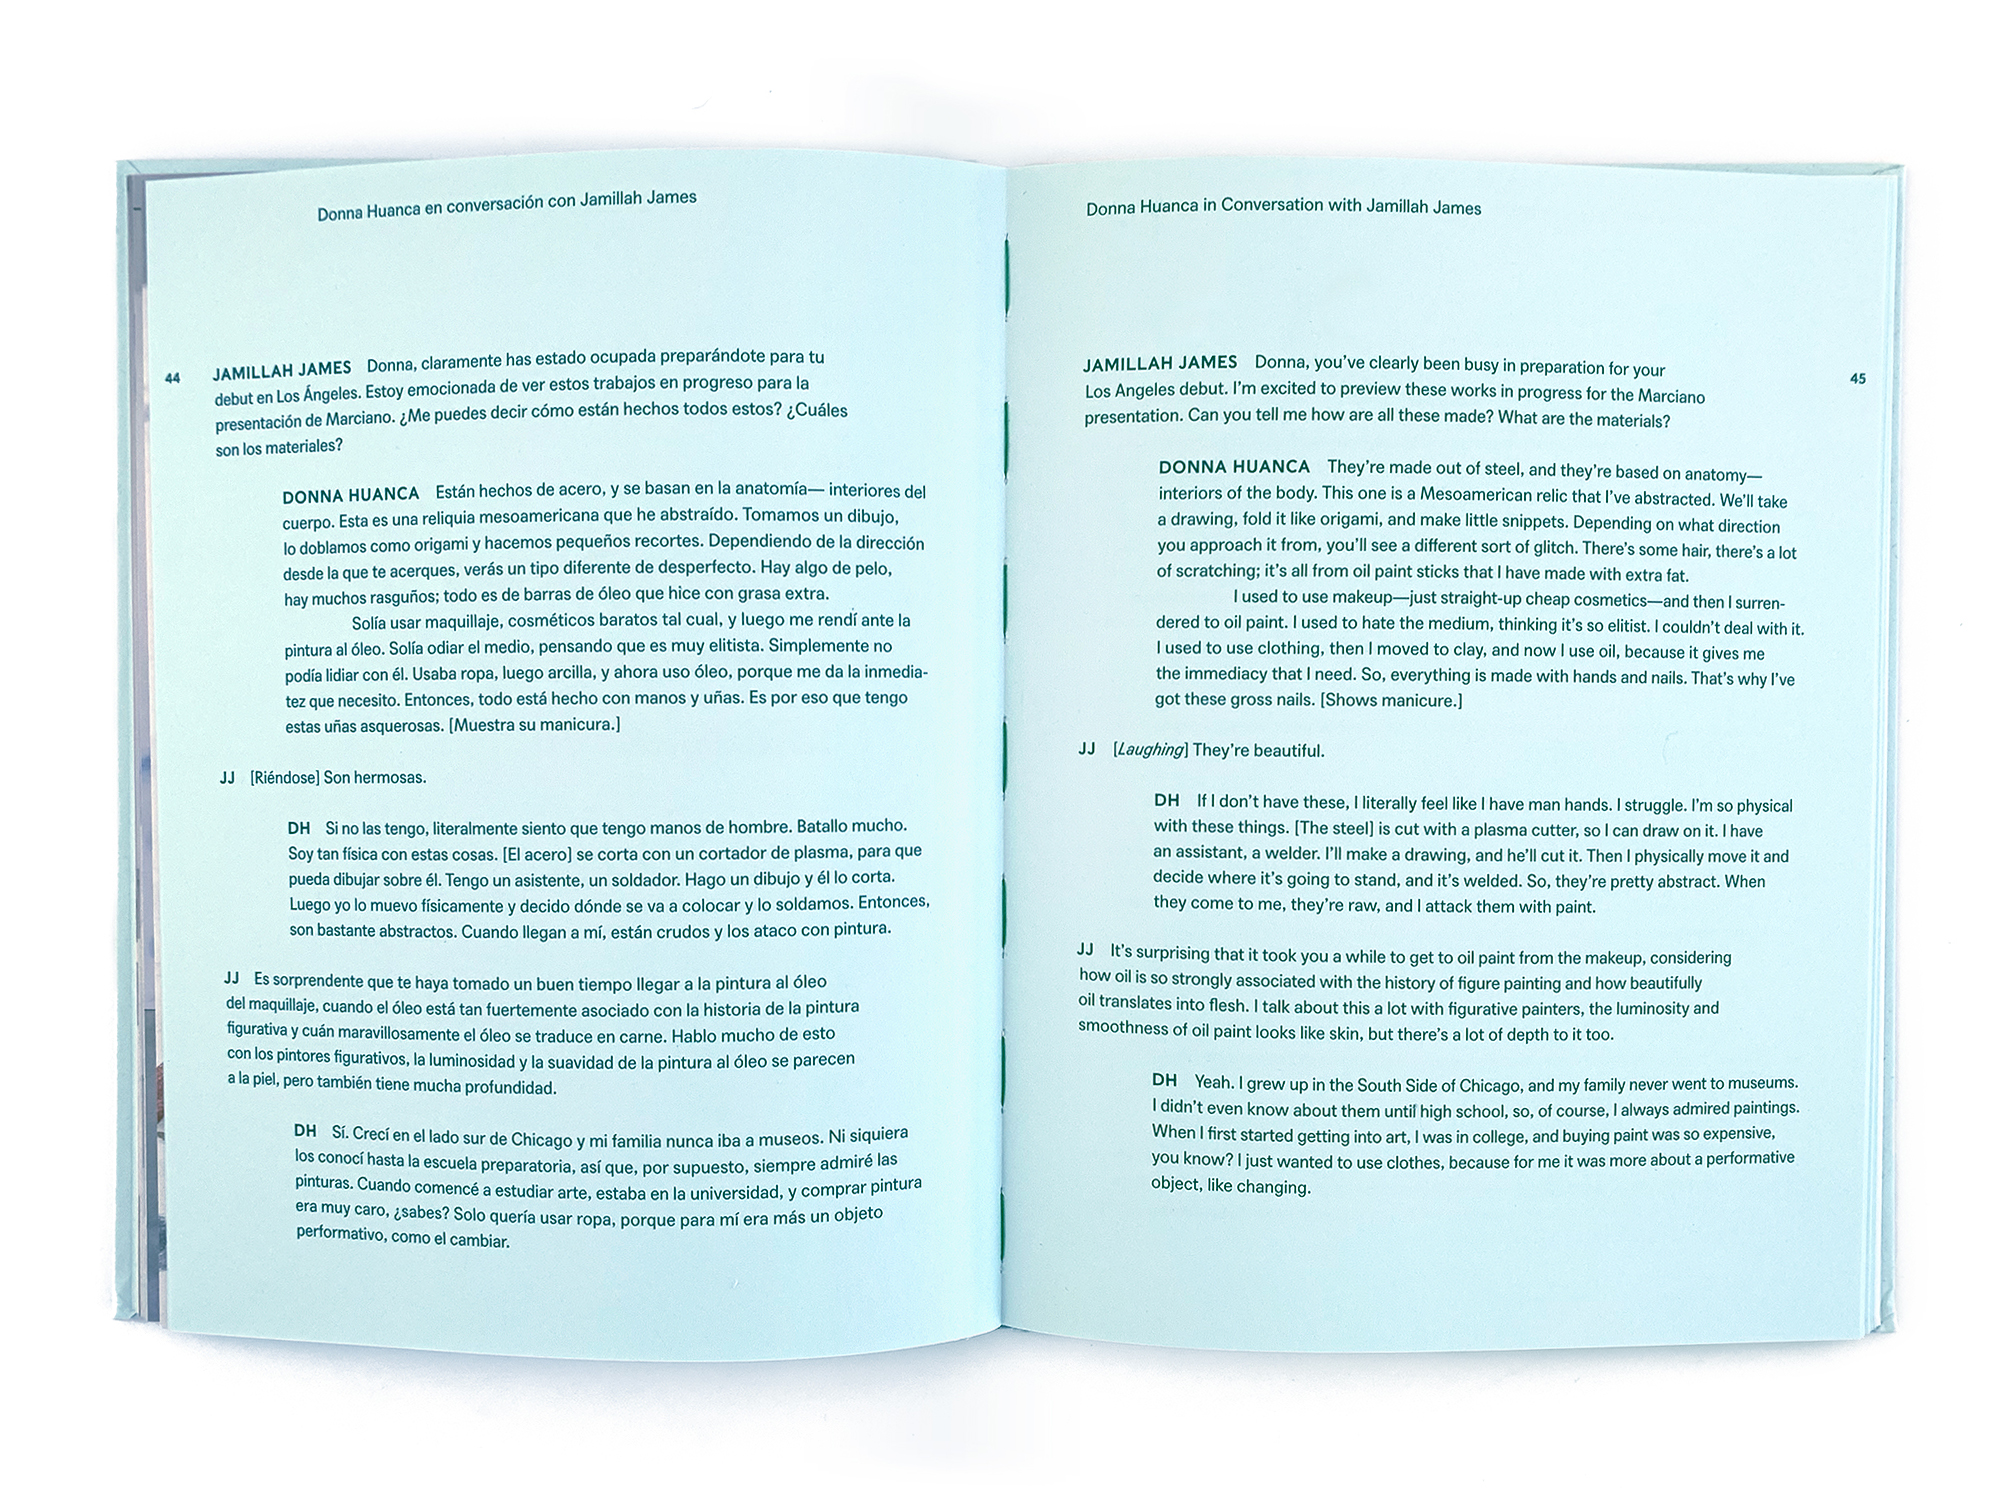 Donna Huanca en conversación con Jamillah James
44
JAMILLAH JAMES Donna, claramente has estado ocupada preparándote para tu
debut en Los Ángeles. Estoy emocionada de ver estos trabajos en progreso para la
presentación de Marciano. ¿Me puedes decir cómo están hechos todos estos? ¿Cuáles
son los materiales?
DONNA HUANCA Están hechos de acero, y se basan en la anatomía— interiores del
cuerpo. Esta es una reliquia mesoamericana que he abstraído. Tomamos un dibujo,
lo doblamos como origami y hacemos pequeños recortes. Dependiendo de la dirección
desde la que te acerques, verás un tipo diferente de desperfecto. Hay algo de pelo,
hay muchos rasguños; todo es de barras de óleo que hice con grasa extra.
Solía usar maquillaje, cosméticos baratos tal cual, y luego me rendí ante la
pintura al óleo. Solía odiar el medio, pensando que es muy elitista. Simplemente no
podía lidiar con él. Usaba ropa, luego arcilla, y ahora uso óleo, porque me da la inmedia-
tez que necesito. Entonces, todo está hecho con manos y uñas. Es por eso que tengo
estas uñas asquerosas. [Muestra su manicura.]
JJ [Riéndose] Son hermosas.
DH Si no las tengo, literalmente siento que tengo manos de hombre. Batallo mucho.
Soy tan física con estas cosas. [El acero] se corta con un cortador de plasma, para que
pueda dibujar sobre él. Tengo un asistente, un soldador. Hago un dibujo y él lo corta.
Luego yo lo muevo físicamente y decido dónde se va a colocar y lo soldamos. Entonces,
son bastante abstractos. Cuando llegan a mí, están crudos y los ataco con pintura.
JJ Es sorprendente que te haya tomado un buen tiempo llegar a la pintura al óleo
del maquillaje, cuando el óleo está tan fuertemente asociado con la historia de la pintura
figurativa y cuán maravillosamente el óleo se traduce en carne. Hablo mucho de esto
con los pintores figurativos, la luminosidad y la suavidad de la pintura al óleo se parecen
a la piel, pero también tiene mucha profundidad.
DH Sí. Crecí en el lado sur de Chicago y mi familia nunca iba a museos. Ni siquiera
los conocí hasta la escuela preparatoria, así que, por supuesto, siempre admiré las
pinturas. Cuando comencé a estudiar arte, estaba en la universidad, y comprar pintura
era muy caro, ¿sabes? Solo quería usar ropa, porque para mí era más un objeto
performativo, como el cambiar.
Donna Huanca in Conversation with Jamillah James
45
JAMILLAH JAMES Donna, you've clearly been busy in preparation for your
Los Angeles debut. I'm excited to preview these works in progress for the Marciano
presentation. Can you tell me how are all these made? What are the materials?
DONNA HUANCA They're made out of steel, and they're based on anatomy—
interiors of the body. This one is a Mesoamerican relic that I've abstracted. We'll take
a drawing, fold it like origami, and make little snippets. Depending on what direction
you approach it from, you'll see a different sort of glitch. There's some hair, there's a lot
of scratching; it's all from oil paint sticks that I have made with extra fat.
I used to use makeup—just straight-up cheap cosmetics—and then I surren-
dered to oil paint. I used to hate the medium, thinking it's so elitist. I couldn't deal with it.
I used to use clothing, then I moved to clay, and now I use oil, because it gives me
the immediacy that I need. So, everything is made with hands and nails. That's why I've
got these gross nails. [Shows manicure.]
JJ [Laughing] They're beautiful.
DH If I don't have these, I literally feel like I have man hands. I struggle. I'm so physical
with these things. [The steel] is cut with a plasma cutter, so I can draw on it. I have
an assistant, a welder. I'll make a drawing, and he'll cut it. Then I physically move it and
decide where it's going to stand, and it's welded. So, they're pretty abstract. When
they come to me, they're raw, and I attack them with paint.
JJ It's surprising that it took you a while to get to oil paint from the makeup, considering
how oil is so strongly associated with the history of figure painting and how beautifully
oil translates into flesh. I talk about this a lot with figurative painters, the luminosity and
smoothness of oil paint looks like skin, but there's a lot of depth to it too.
DH Yeah. I grew up in the South Side of Chicago, and my family never went to museums.
I didn't even know about them until high school, so, of course, I always admired paintings.
When I first started getting into art, I was in college, and buying paint was so expensive,
you know? I just wanted to use clothes, because for me it was more about a performative
object, like changing.